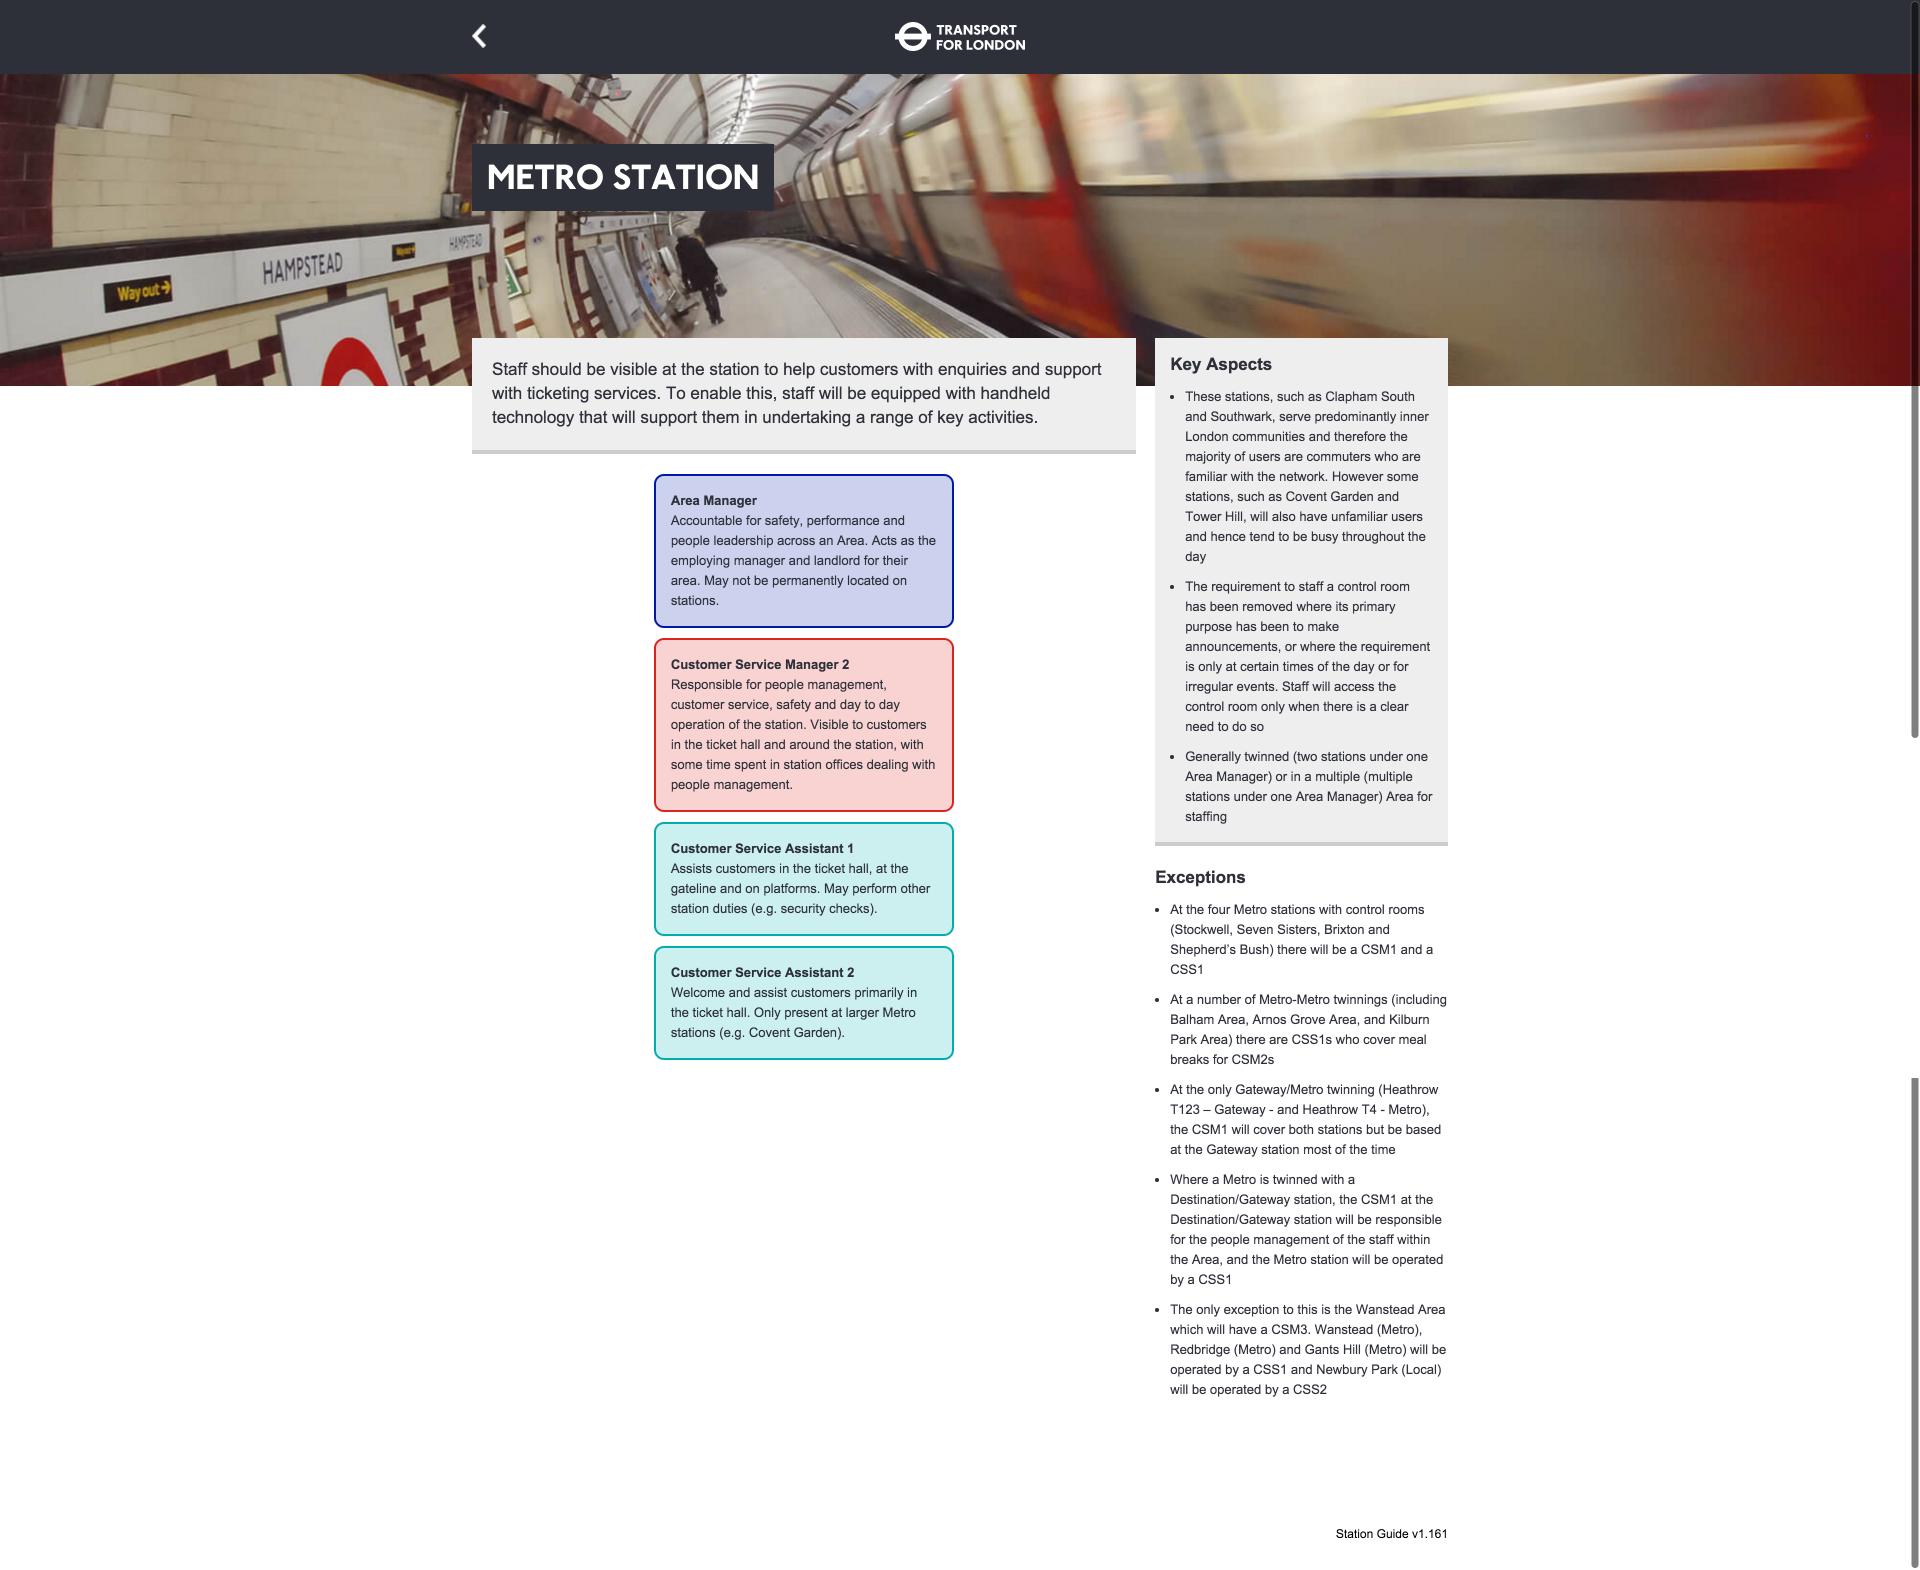 TRANSPORT
FOR LONDON
METRO STATION
HAMPSTEAD
Way out
HAMPSTEAD
Way out
Staff should be visible at the station to help customers with enquiries and support
with ticketing services. To enable this, staff will be equipped with handheld
technology that will support them in undertaking a range of key activities.
Area Manager
Accountable for safety, performance and
people leadership across an Area. Acts as the
employing manager and landlord for their
area. May not be permanently located on
stations.
Customer Service Manager 2
Responsible for people management,
customer service, safety and day to day
operation of the station. Visible to customers
in the ticket hall and around the station, with
some time spent in station offices dealing with
people management.
Customer Service Assistant 1
Assists customers in the ticket hall, at the
gateline and on platforms. May perform other
station duties (e.g. security checks).
Customer Service Assistant 2
Welcome and assist customers primarily in
the ticket hall. Only present at larger Metro
stations (e.g. Covent Garden).
Key Aspects
• These stations, such as Clapham South
and Southwark, serve predominantly inner
London communities and therefore the
majority of users are commuters who are
familiar with the network. However some
stations, such as Covent Garden and
Tower Hill, will also have unfamiliar users
and hence tend to be busy throughout the
day
• The requirement to staff a control room
has been removed where its primary
purpose has been to make
announcements, or where the requirement
is only at certain times of the day or for
irregular events. Staff will access the
control room only when there is a clear
need to do so
• Generally twinned (two stations under one
Area Manager) or in a multiple (multiple
stations under one Area Manager) Area for
staffing
Exceptions
• At the four Metro stations with control rooms
(Stockwell, Seven Sisters, Brixton and
Shepherd’s Bush) there will be a CSM1 and a
CSS1
• At a number of Metro-Metro twinnings (including
Balham Area, Arnos Grove Area, and Kilburn
Park Area) there are CSS1s who cover meal
breaks for CSM2s
• At the only Gateway/Metro twinning (Heathrow
T123 – Gateway - and Heathrow T4 - Metro),
the CSM1 will cover both stations but be based
at the Gateway station most of the time
• Where a Metro is twinned with a
Destination/Gateway station, the CSM1 at the
Destination/Gateway station will be responsible
for the people management of the staff within
the Area, and the Metro station will be operated
by a CSS1
• The only exception to this is the Wanstead Area
which will have a CSM3. Wanstead (Metro),
Redbridge (Metro) and Gants Hill (Metro) will be
operated by a CSS1 and Newbury Park (Local)
will be operated by a CSS2
Station Guide v1.161